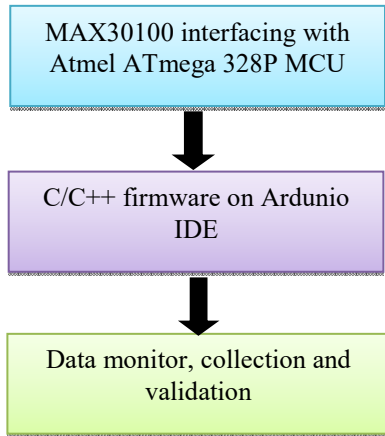 MAX30100 interfacing with
Atmel ATmega 328P MCU
C/C++ firmware on Ardunio
IDE
Data monitor, collection and
validation